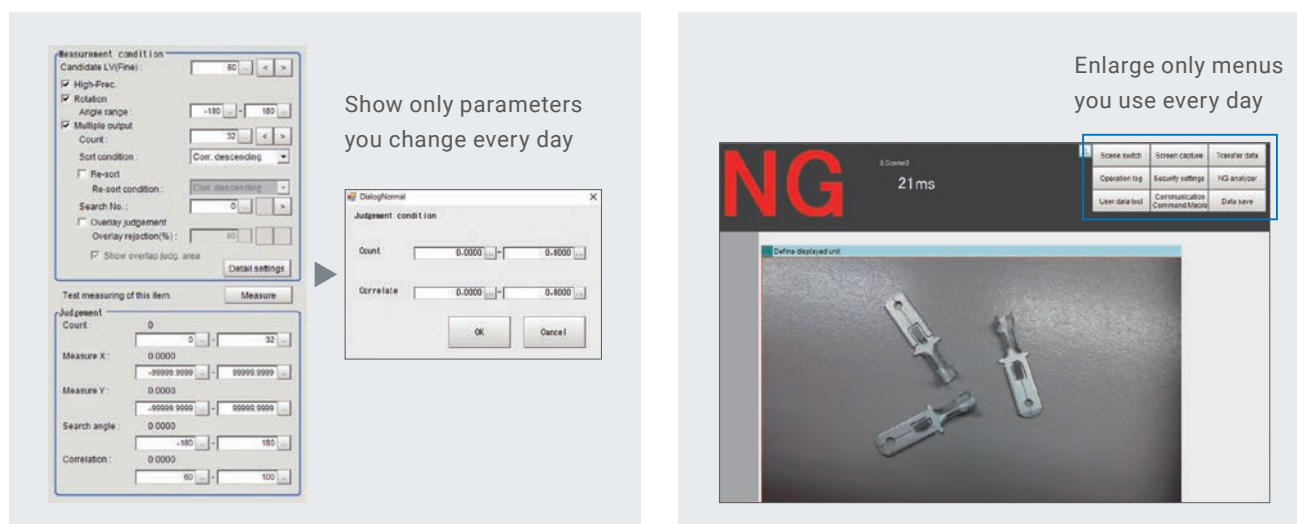 Measurement condition
Candidate LV(Fine) : 60 ... < >
High-Prec.
Rotation
Angle range : -180 ... - 180 ...
Multiple output
Count : 32 ... < >
Sort condition : Corr. descending
Re-sort
Re-sort condition : Corr. descending
Search No. : 0 ... >
Overlay judgement
Overlay rejection(%) : 60
Show overlap judg. area
Detail settings
Test measuring of this item. Measure
Judgement
Count : 0
0 ... - 32 ...
Measure X : 0.0000
-99999.9999 ... - 99999.9999 ...
Measure Y : 0.0000
-99999.9999 ... - 99999.9999 ...
Search angle : 0.0000
-180 ... - 180 ...
Correlation : 0.0000
60 ... - 100 ...
Show only parameters
you change every day
DialogNormal X
Judgement condition
Count 0.0000 ... - 0.0000 ...
Correlate 0.0000 ... - 0.0000 ...
OK Cancel
Enlarge only menus
you use every day
NG
0.Scene0
21ms
Scene switch Screen capture Transfer data
Operation log Security settings NG analyzer
User data tool Communication Command Macro Data save
Define displayed unit